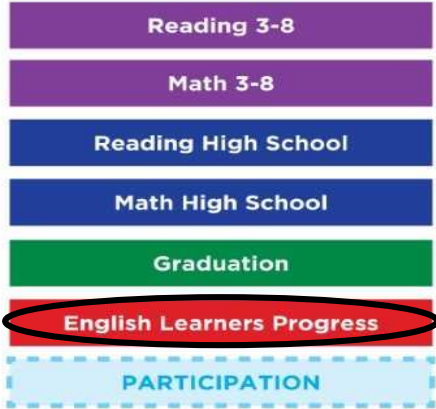 Reading 3-8
Math 3-8
Reading High School
Math High School
Graduation
English Learners Progress
PARTICIPATION